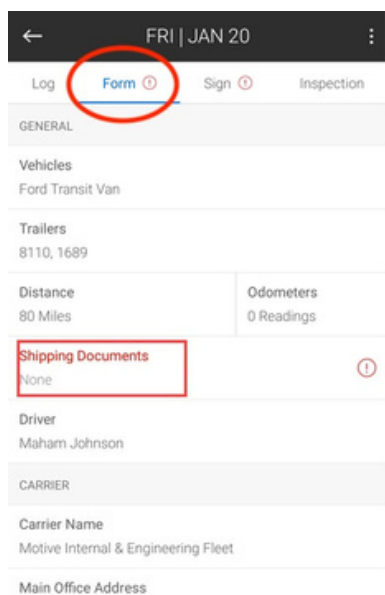 FRI | JAN 20
Log Form Sign Inspection
GENERAL
Vehicles
Ford Transit Van
Trailers
8110, 1689
Distance Odometers
80 Miles 0 Readings
Shipping Documents
None
Driver
Maham Johnson
CARRIER
Carrier Name
Motive Internal & Engineering Fleet
Main Office Address